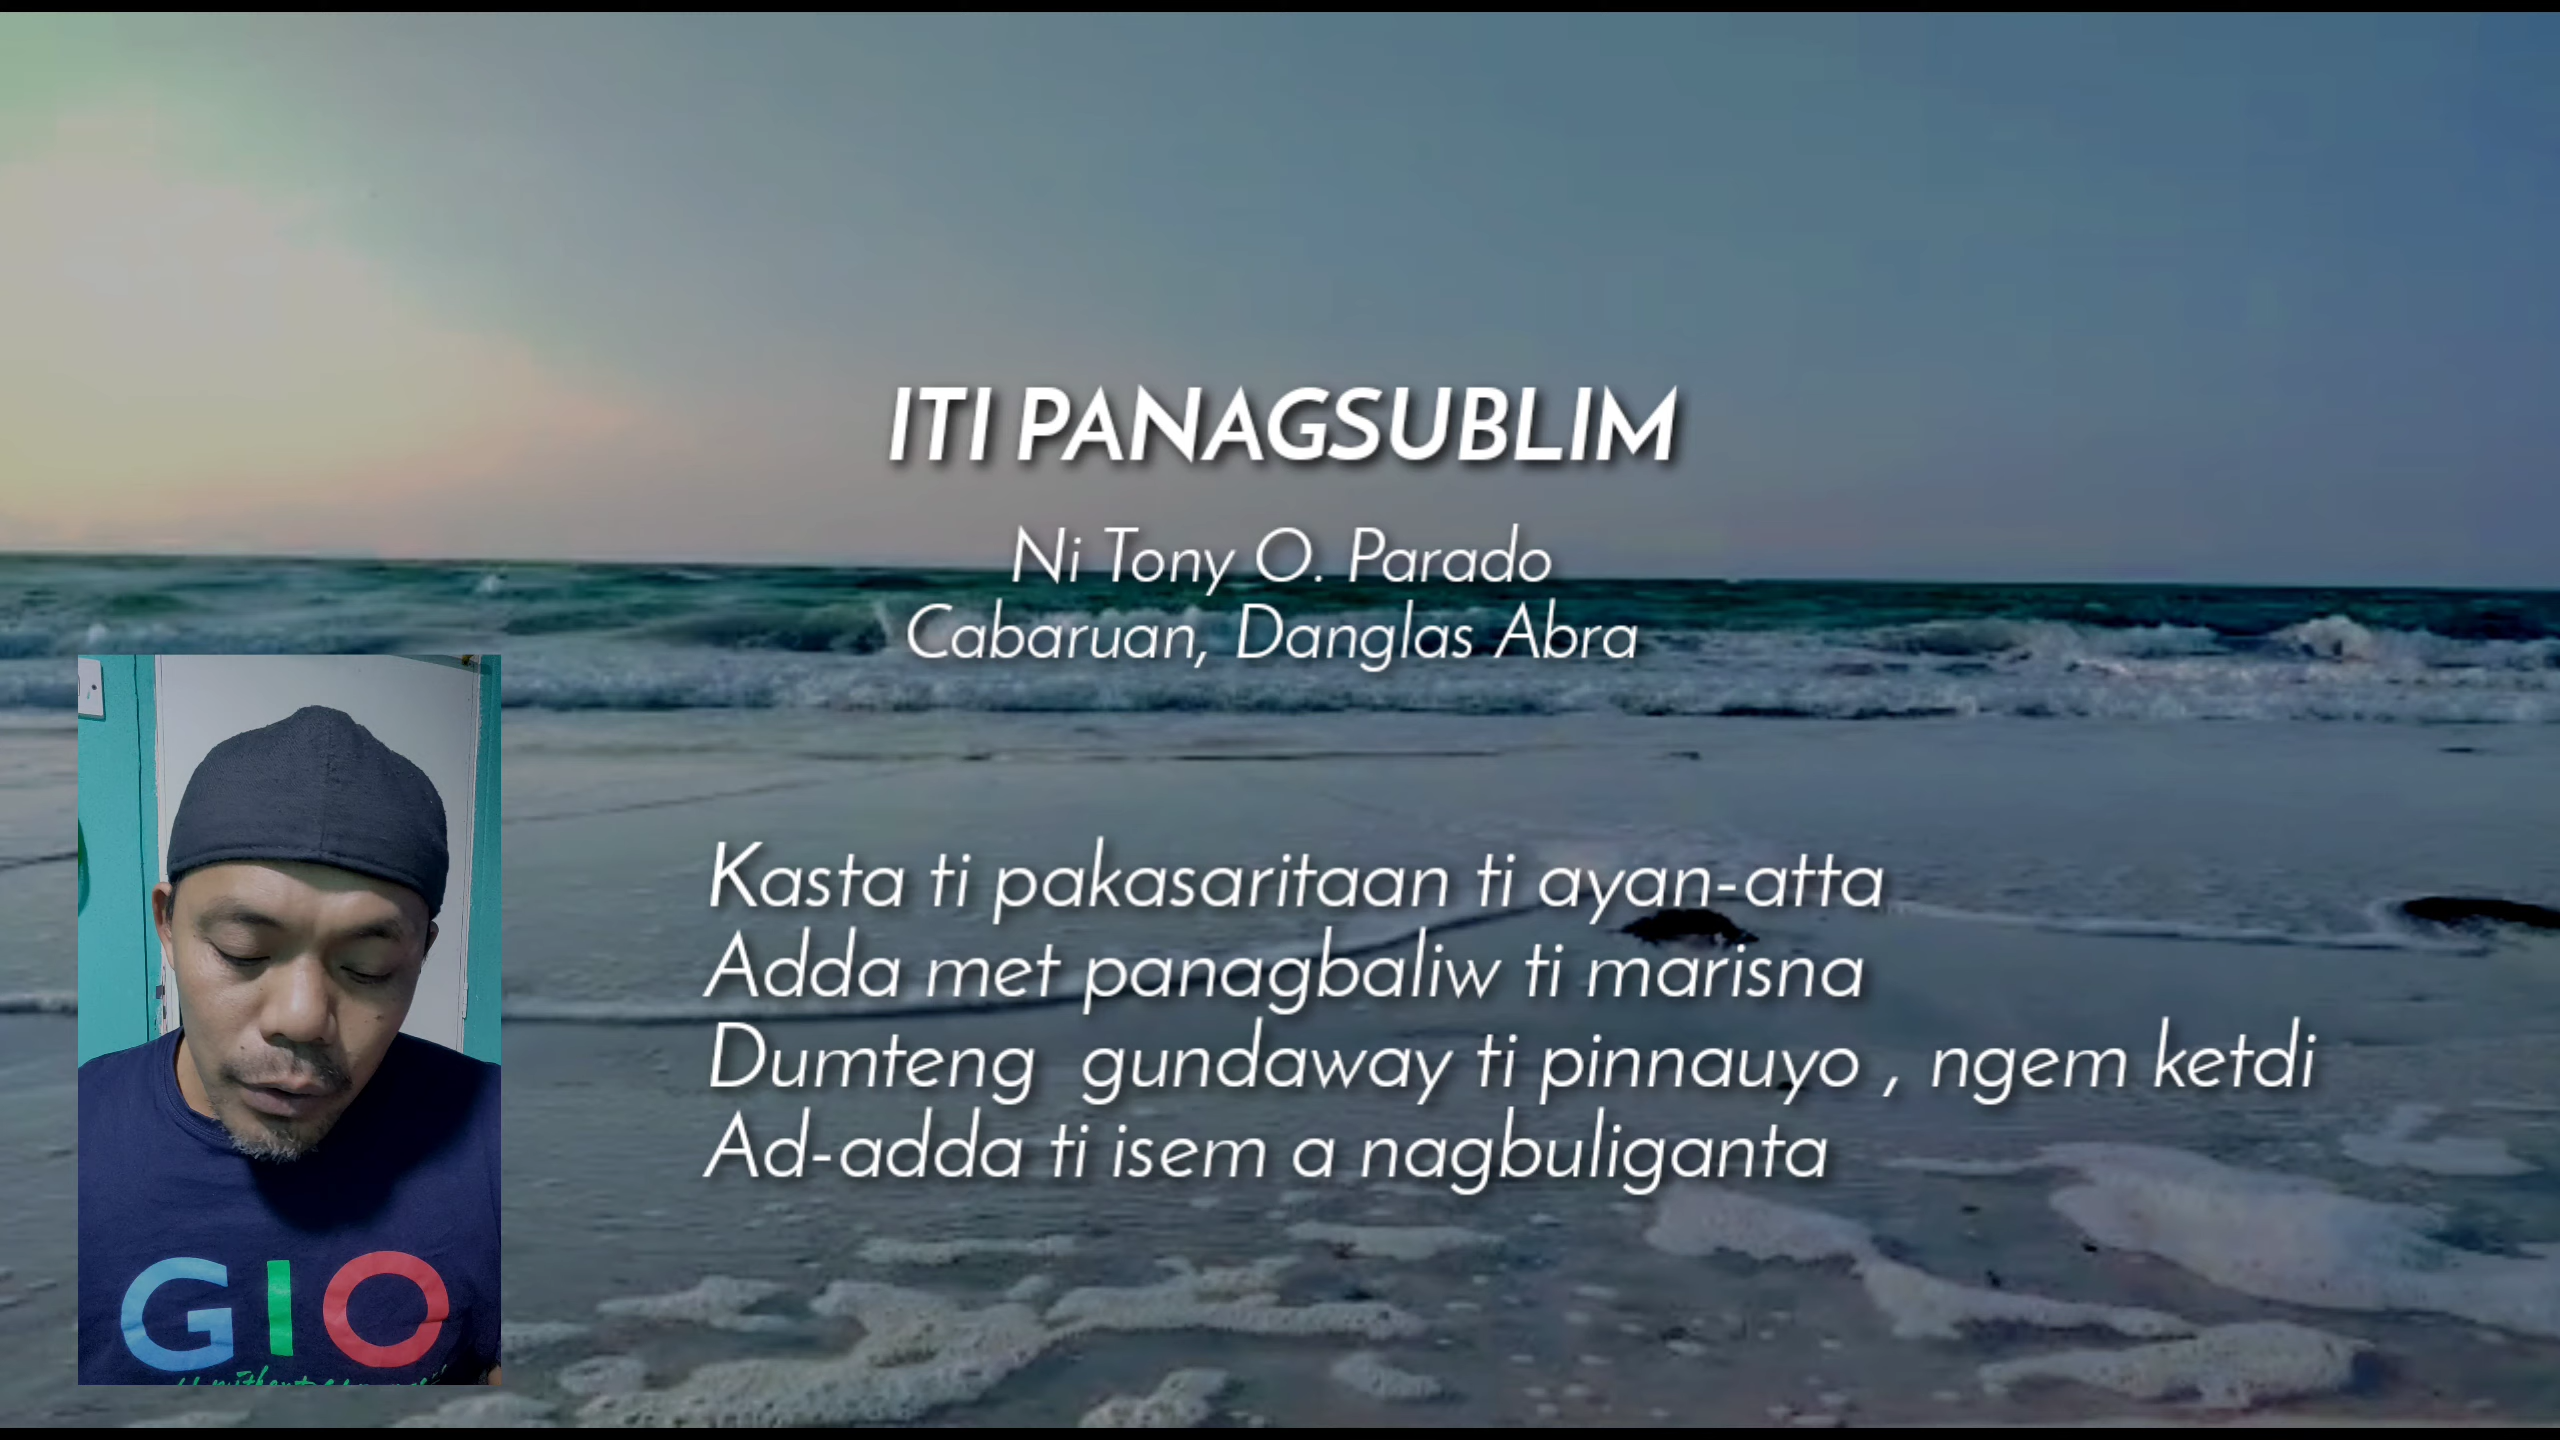 ITI PANAGSUBLIM
Ni Tony O. Parado
Cabaruan, Danglas Abra
Kasta ti pakasaritaan ti ayan-atta
Adda met panagbaliw ti marisna
Dumteng gundaway ti pinnauyo , ngem ketdi
Ad-adda ti isem a nagbuliganta
GIO